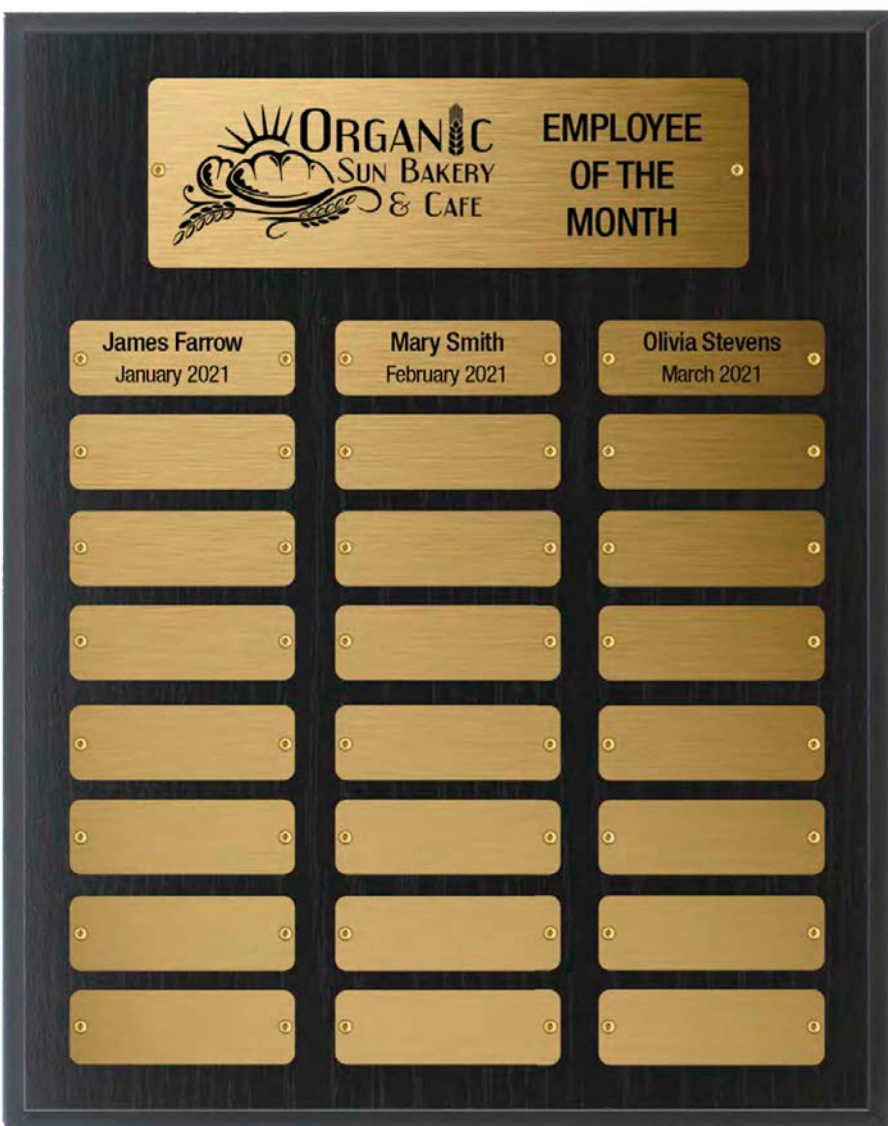 ORGANIC
SUN BAKERY
& CAFE
EMPLOYEE
OF THE
MONTH
James Farrow
January 2021
Mary Smith
February 2021
Olivia Stevens
March 2021